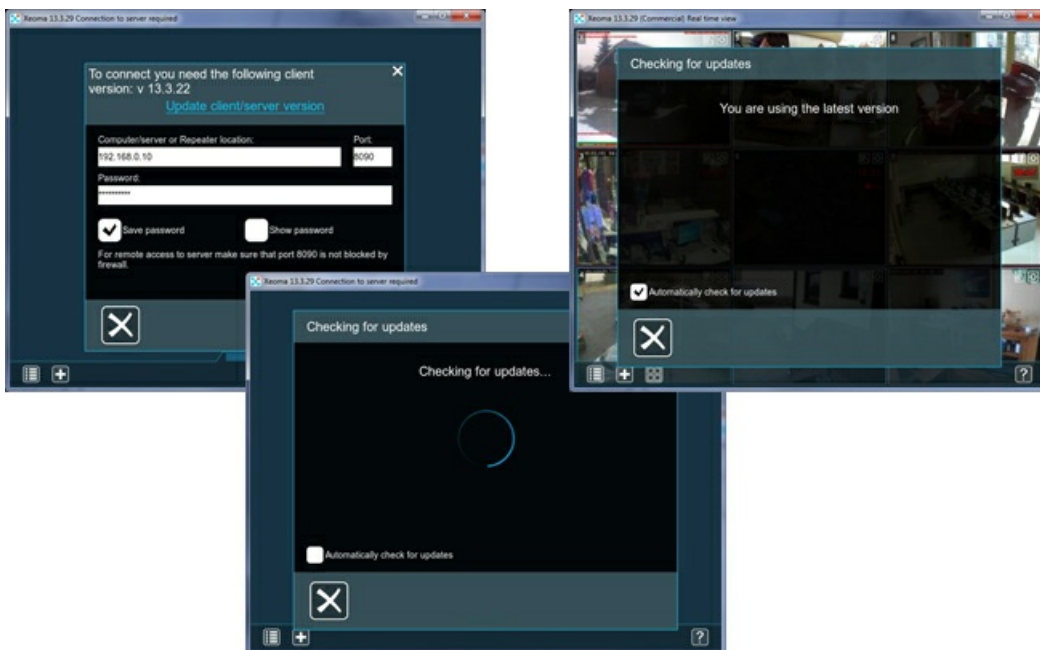 Xeoma 13.3.29 Connection to server required
To connect you need the following client
version: v 13.3.22
Update client/server version
Computer/server or Repeater location:
Port:
192.168.0.10
8090
Password:
**********
Save password
Show password
For remote access to server make sure that port 8090 is not blocked by
firewall.
Xeoma 13.3.29 Connection to server required
Checking for updates
Checking for updates...
Automatically check for updates
?
Xeoma 13.3.29 (Commercial) Real time view
Checking for updates
You are using the latest version
Automatically check for updates
?